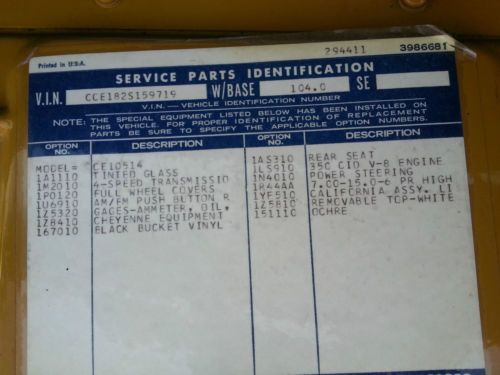 Printed in U.S.A.
294411 3986681
SERVICE PARTS IDENTIFICATION
V.I.N. CCE182S159719 W/BASE 104.0 SE
V.I.N. — VEHICLE IDENTIFICATION NUMBER
NOTE: THE SPECIAL EQUIPMENT LISTED BELOW HAS BEEN INSTALLED ON
THIS VEHICLE. FOR PROPER IDENTIFICATION OF REPLACEMENT
PARTS BE SURE TO SPECIFY THE APPLICABLE OPTION NUMBERS.
OPTION NO. DESCRIPTION OPTION NO. DESCRIPTION
MODEL= CE10514
1A1110 TINTED GLASS
1M2010 4-SPEED TRANSMISSIO
1P0120 FULL WHEEL COVERS
1U6910 AM/FM PUSH BUTTON R
1Z5320 GAGES-AMMETER, OIL,
1Z8410 CHEYENNE EQUIPMENT
167010 BLACK BUCKET VINYL
1AS310 REAR SEAT
1LS910 350 CID V-8 ENGINE
1N4010 POWER STEERING
1R44AA 7.00-15.0-6 PR HIGH
1YF510 CALIFORNIA ASSY. LI
1Z5810 REMOVABLE TOP-WHITE
151110 OCHRE